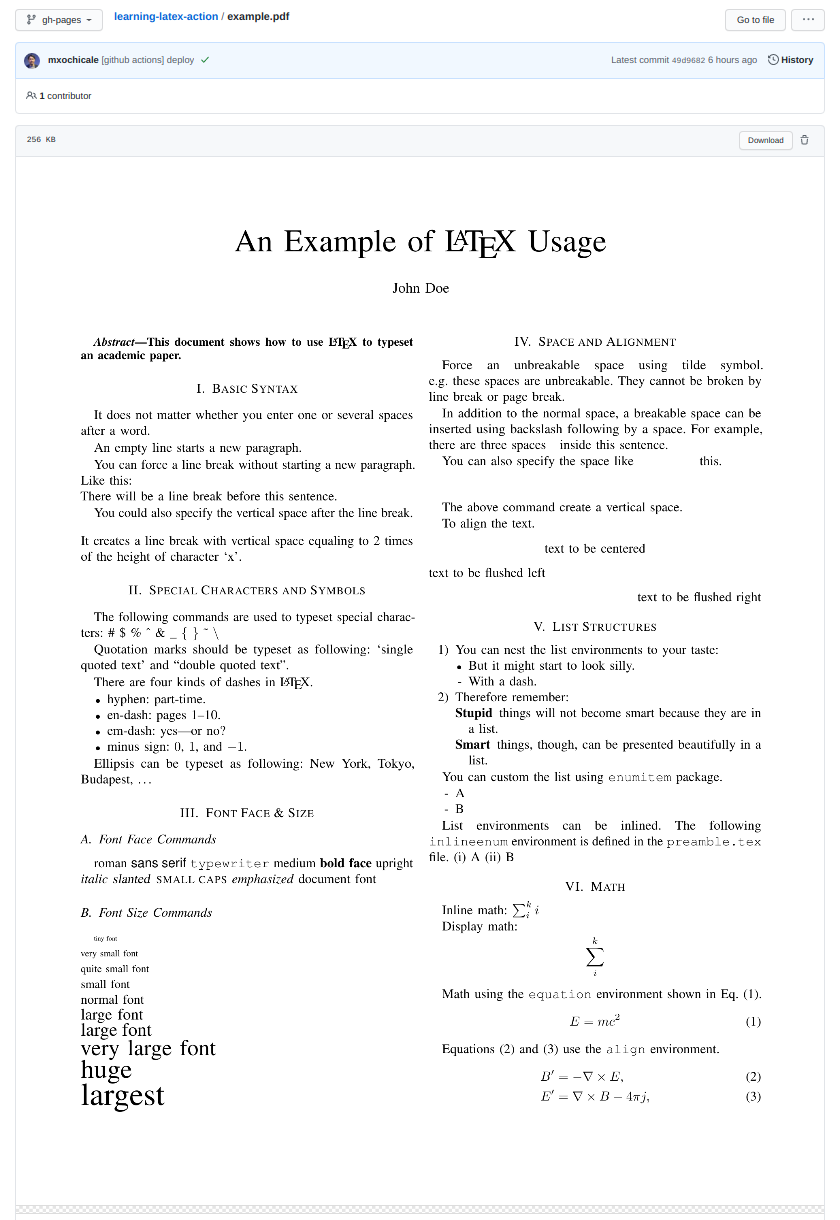 gh-pages
learning-latex-action / example.pdf
Go to file
...
mxochicale [github actions] deploy
Latest commit 49d9682 6 hours ago
History
1 contributor
256 KB
Download
An Example of LATEX Usage
John Doe
Abstract—This document shows how to use LATEX to typeset
an academic paper.
I. BASIC SYNTAX
It does not matter whether you enter one or several spaces
after a word.
An empty line starts a new paragraph.
You can force a line break without starting a new paragraph.
Like this:
There will be a line break before this sentence.
You could also specify the vertical space after the line break.
It creates a line break with vertical space equaling to 2 times
of the height of character ‘x’.
II. SPECIAL CHARACTERS AND SYMBOLS
The following commands are used to typeset special charac-
ters: # $ % ^ & _ { } ~ \
Quotation marks should be typeset as following: ‘single
quoted text’ and “double quoted text”.
There are four kinds of dashes in LATEX.
• hyphen: part-time.
• en-dash: pages 1–10.
• em-dash: yes—or no?
• minus sign: 0, 1, and −1.
Ellipsis can be typeset as following: New York, Tokyo,
Budapest, …
III. FONT FACE & SIZE
A. Font Face Commands
roman sans serif typewriter medium bold face upright
italic slanted SMALL CAPS emphasized document font
B. Font Size Commands
tiny font
very small font
quite small font
small font
normal font
large font
large font
very large font
huge
largest
IV. SPACE AND ALIGNMENT
Force an unbreakable space using tilde symbol.
e.g. these spaces are unbreakable. They cannot be broken by
line break or page break.
In addition to the normal space, a breakable space can be
inserted using backslash following by a space. For example,
there are three spaces inside this sentence.
You can also specify the space like this.
The above command create a vertical space.
To align the text.
text to be centered
text to be flushed left
text to be flushed right
V. LIST STRUCTURES
1) You can nest the list environments to your taste:
• But it might start to look silly.
- With a dash.
2) Therefore remember:
Stupid things will not become smart because they are in
a list.
Smart things, though, can be presented beautifully in a
list.
You can custom the list using enumitem package.
- A
- B
List environments can be inlined. The following
inlineenum environment is defined in the preamble.tex
file. (i) A (ii) B
VI. MATH
Inline math: ∑_i^k i
Display math:
k
∑
i
Math using the equation environment shown in Eq. (1).
E = mc² (1)
Equations (2) and (3) use the align environment.
B′ = −∇ × E, (2)
E′ = ∇ × B − 4πj, (3)